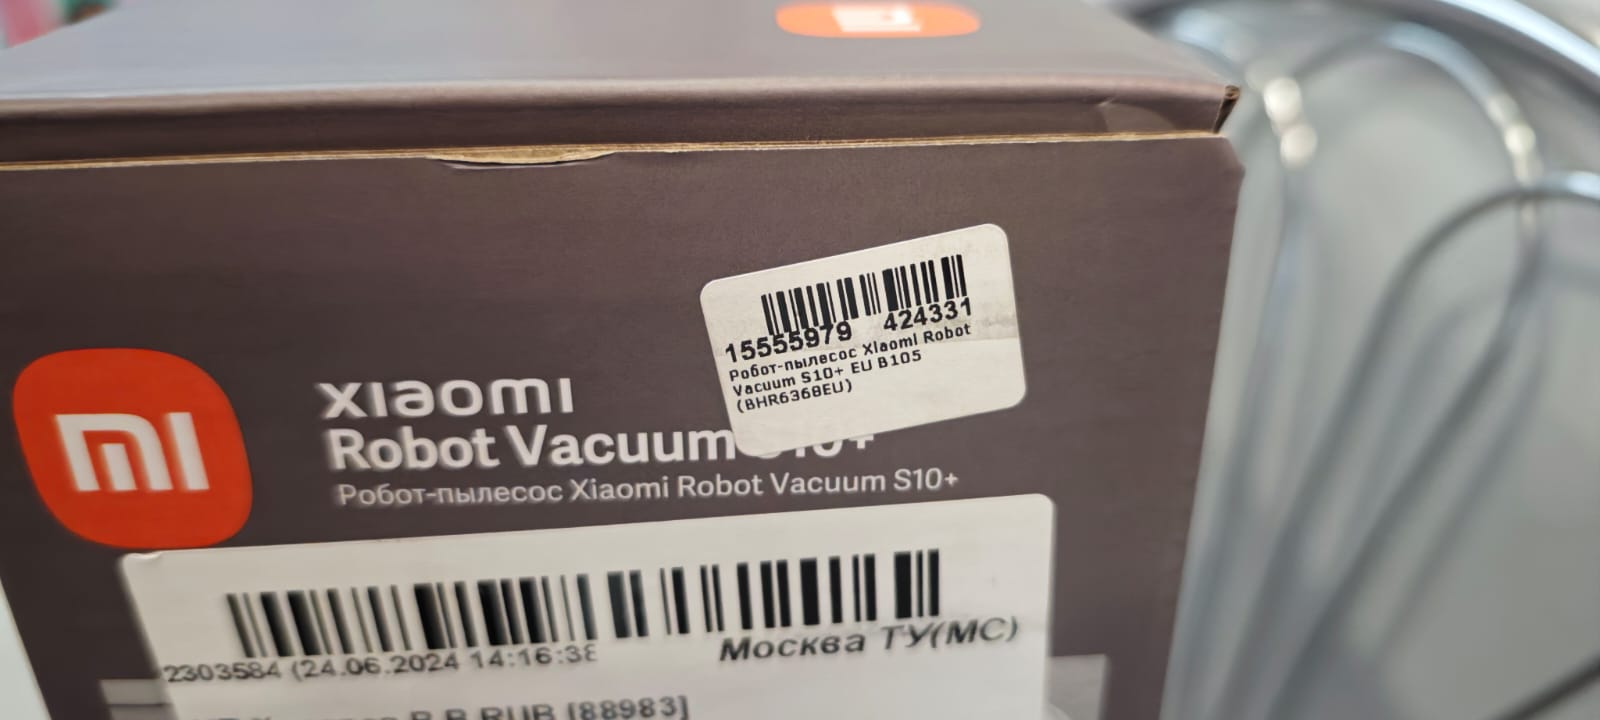 mi
15555979 424331
Робот-пылесос Xiaomi Robot
Vacuum S10+ EU B105
(BHR6368EU)
xiaomi
Robot Vacuum S10+
Робот-пылесос Xiaomi Robot Vacuum S10+
2303584 (24.06.2024 14:16:38
Москва ТУ(МС)
В.В RUB [88983]